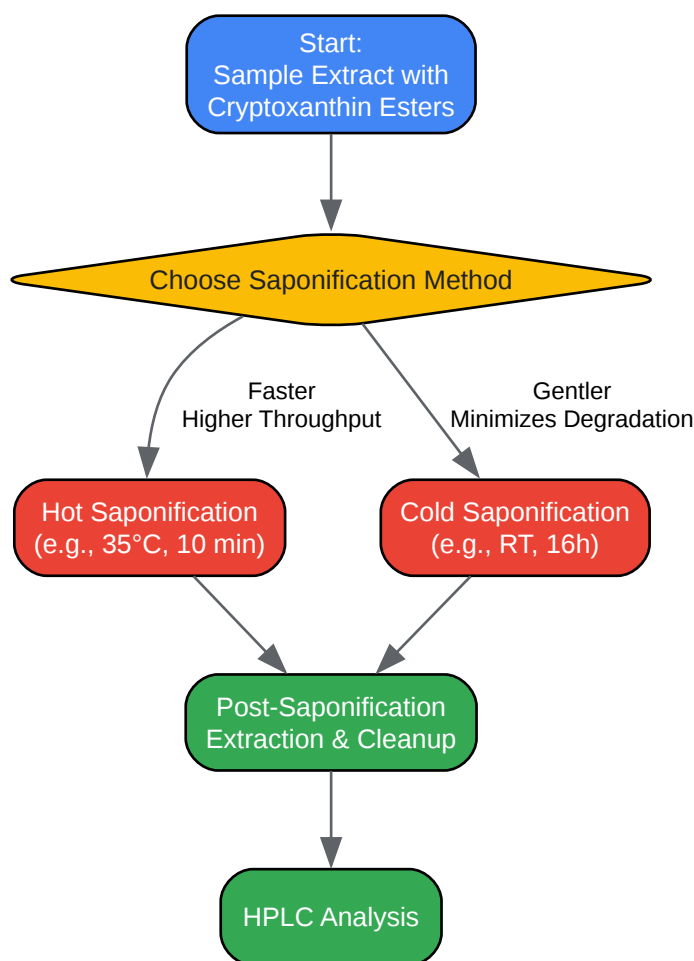 Start:
Sample Extract with
Cryptoxanthin Esters
Choose Saponification Method
Faster
Higher Throughput
Gentler
Minimizes Degradation
Hot Saponification
(e.g., 35°C, 10 min)
Cold Saponification
(e.g., RT, 16h)
Post-Saponification
Extraction & Cleanup
HPLC Analysis